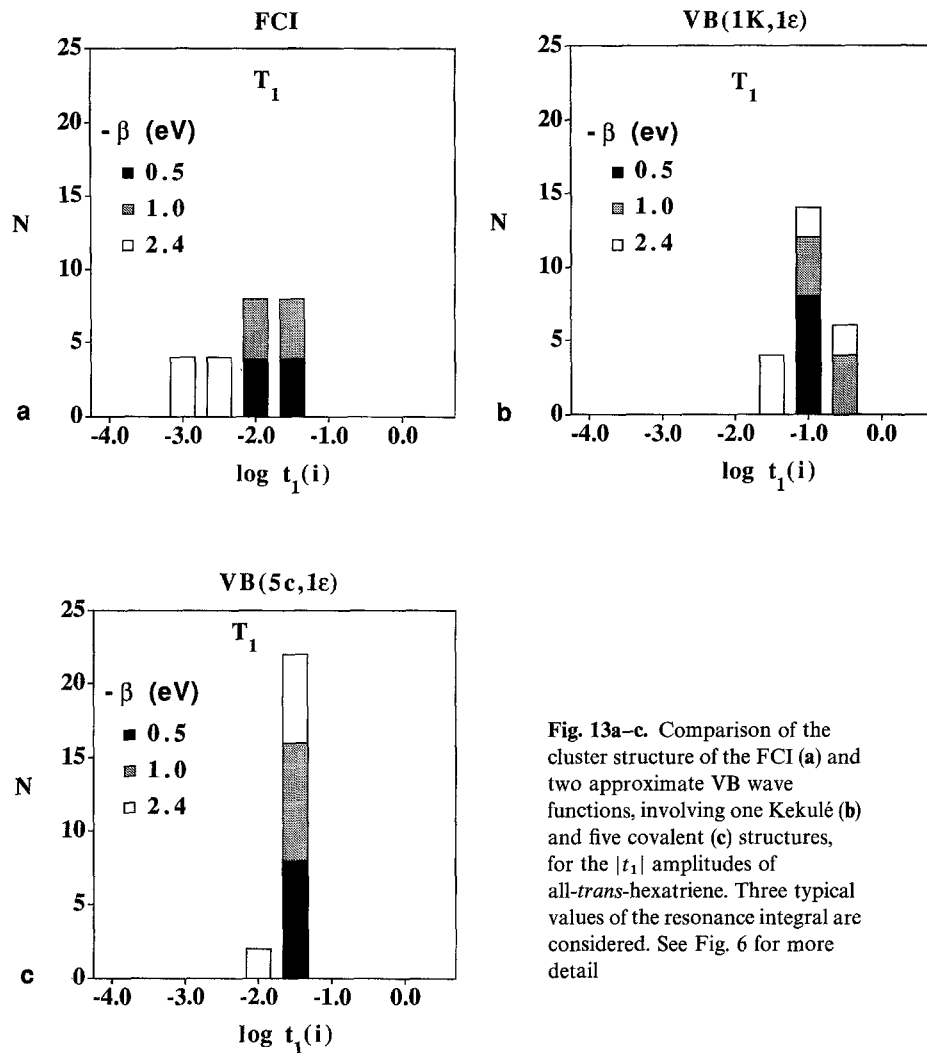 FCI
25
20
15
N
10
5
0
T1
- β (eV)
0.5
1.0
2.4
a
-4.0 -3.0 -2.0 -1.0 0.0
log t1(i)
VB(1K,1ε)
25
20
15
N
10
5
0
T1
- β (ev)
0.5
1.0
2.4
b
-4.0 -3.0 -2.0 -1.0 0.0
log t1(i)
VB(5c,1ε)
25
20
15
N
10
5
0
T1
- β (eV)
0.5
1.0
2.4
c
-4.0 -3.0 -2.0 -1.0 0.0
log t1(i)
Fig. 13a–c. Comparison of the
cluster structure of the FCI (a) and
two approximate VB wave
functions, involving one Kekulé (b)
and five covalent (c) structures,
for the |t1| amplitudes of
all-trans-hexatriene. Three typical
values of the resonance integral are
considered. See Fig. 6 for more
detail